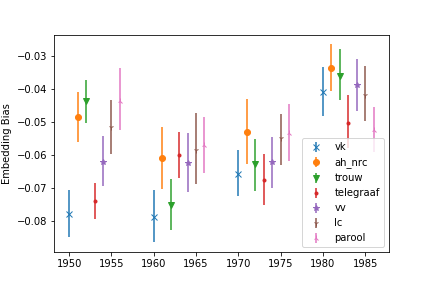 Embedding Bias
−0.03
−0.04
−0.05
−0.06
−0.07
−0.08
1950 1955 1960 1965 1970 1975 1980 1985
vk
ah_nrc
trouw
telegraaf
vv
lc
parool